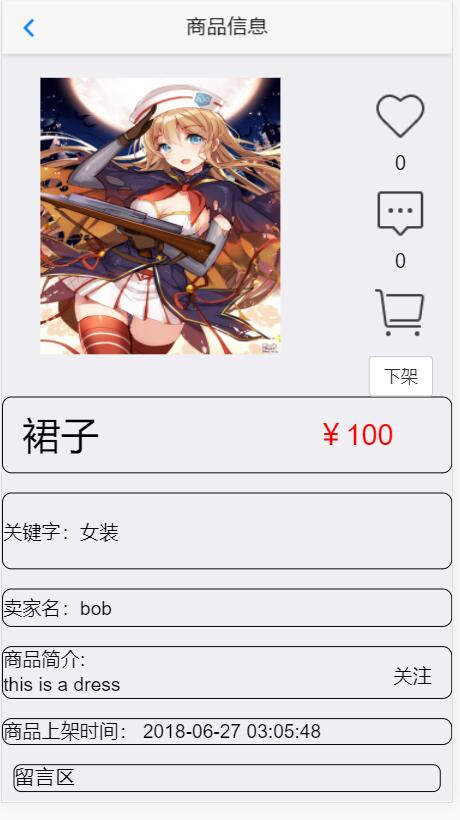 商品信息
0
0
下架
裙子
¥ 100
关键字：女装
卖家名：bob
商品简介:
this is a dress
关注
商品上架时间： 2018-06-27 03:05:48
留言区